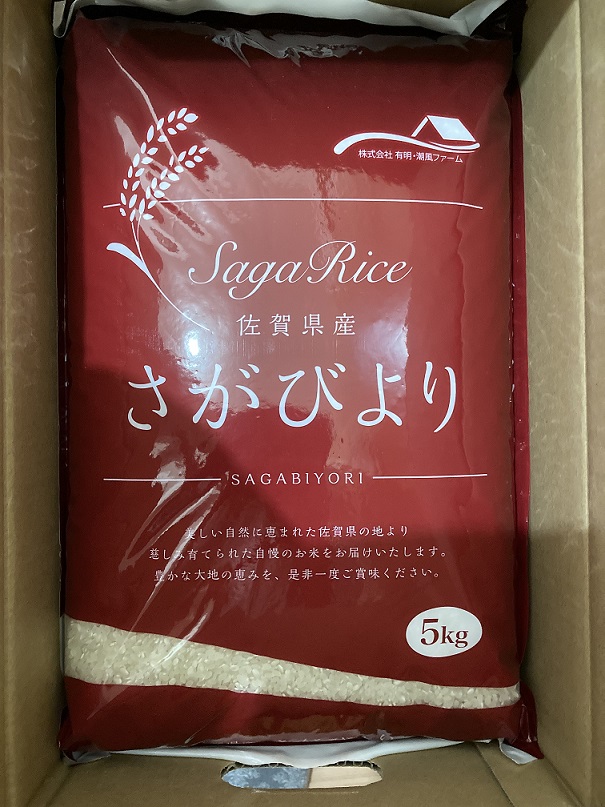 株式会社 有明・潮風ファーム
Saga Rice
佐賀県産
さがびより
SAGABIYORI
美しい自然に恵まれた佐賀県の地より
慈しみ育てられた自慢のお米をお届けいたします。
豊かな大地の恵みを、是非一度ご賞味ください。
5kg